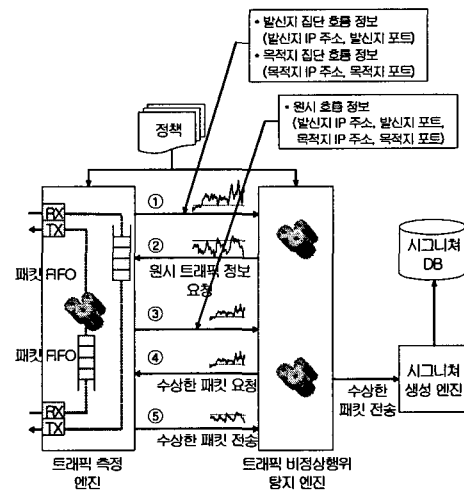 • 발신지 집단 흐름 정보
(발신지 IP 주소, 발신지 포트)
• 목적지 집단 흐름 정보
(목적지 IP 주소, 목적지 포트)
• 원시 흐름 정보
(발신지 IP 주소, 발신지 포트,
목적지 IP 주소, 목적지 포트)
정책
①
RX
TX
②
원시 트래픽 정보
요청
패킷 FIFO
시그니쳐
DB
③
패킷 FIFO
④
수상한 패킷 요청
RX
TX
⑤
수상한 패킷 전송
수상한
패킷 전송
시그니쳐
생성 엔진
트래픽 측정
엔진
트래픽 비정상행위
탐지 엔진